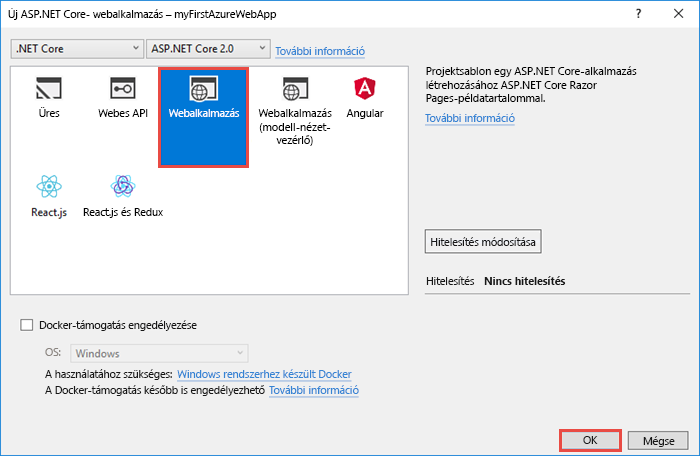 Új ASP.NET Core- webalkalmazás – myFirstAzureWebApp
.NET Core
ASP.NET Core 2.0
További információ
Üres
Webes API
Webalkalmazás
Webalkalmazás
(modell-nézet-
vezérlő)
Angular
React.js
React.js és Redux
Projektsablon egy ASP.NET Core-alkalmazás
létrehozásához ASP.NET Core Razor
Pages-példatartalommal.
További információ
Hitelesítés módosítása
Hitelesítés Nincs hitelesítés
Docker-támogatás engedélyezése
OS: Windows
A használatához szükséges: Windows rendszerhez készült Docker
A Docker-támogatás később is engedélyezhető További információ
OK
Mégse